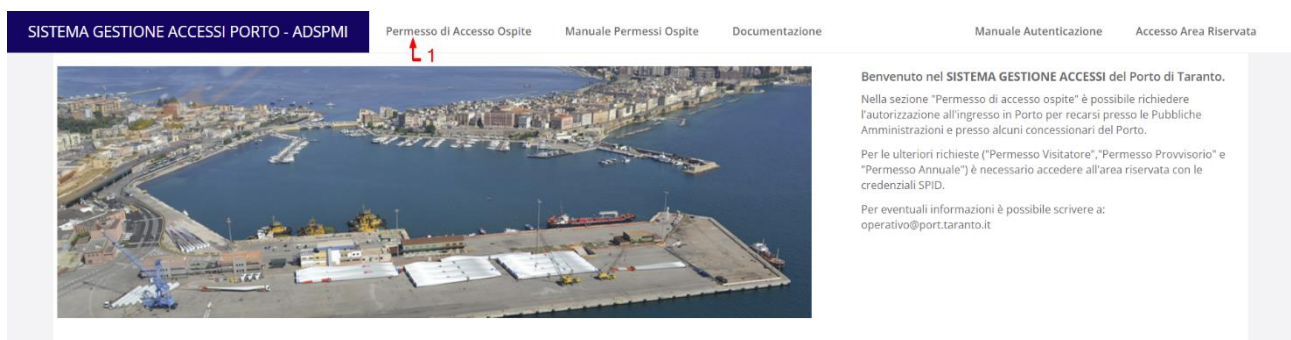 SISTEMA GESTIONE ACCESSI PORTO - ADSPMI
Permesso di Accesso Ospite
Manuale Permessi Ospite
Documentazione
Manuale Autenticazione
Accesso Area Riservata
1
Benvenuto nel SISTEMA GESTIONE ACCESSI del Porto di Taranto.
Nella sezione "Permesso di accesso ospite" è possibile richiedere
l'autorizzazione all'ingresso in Porto per recarsi presso le Pubbliche
Amministrazioni e presso alcuni concessionari del Porto.
Per le ulteriori richieste ("Permesso Visitatore","Permesso Provvisorio" e
"Permesso Annuale") è necessario accedere all'area riservata con le
credenziali SPID.
Per eventuali informazioni è possibile scrivere a:
operativo@port.taranto.it